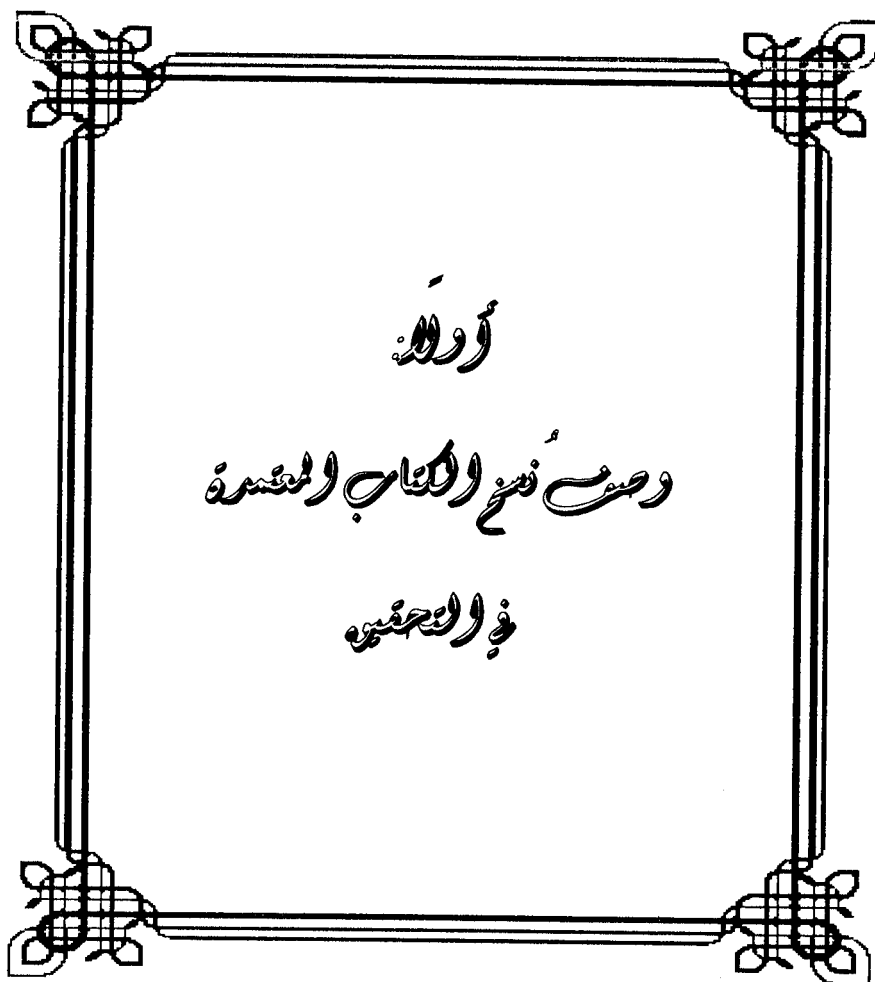 أولاً:
وصفُ نُسخ الكتاب المعتمدة
في التحقيق